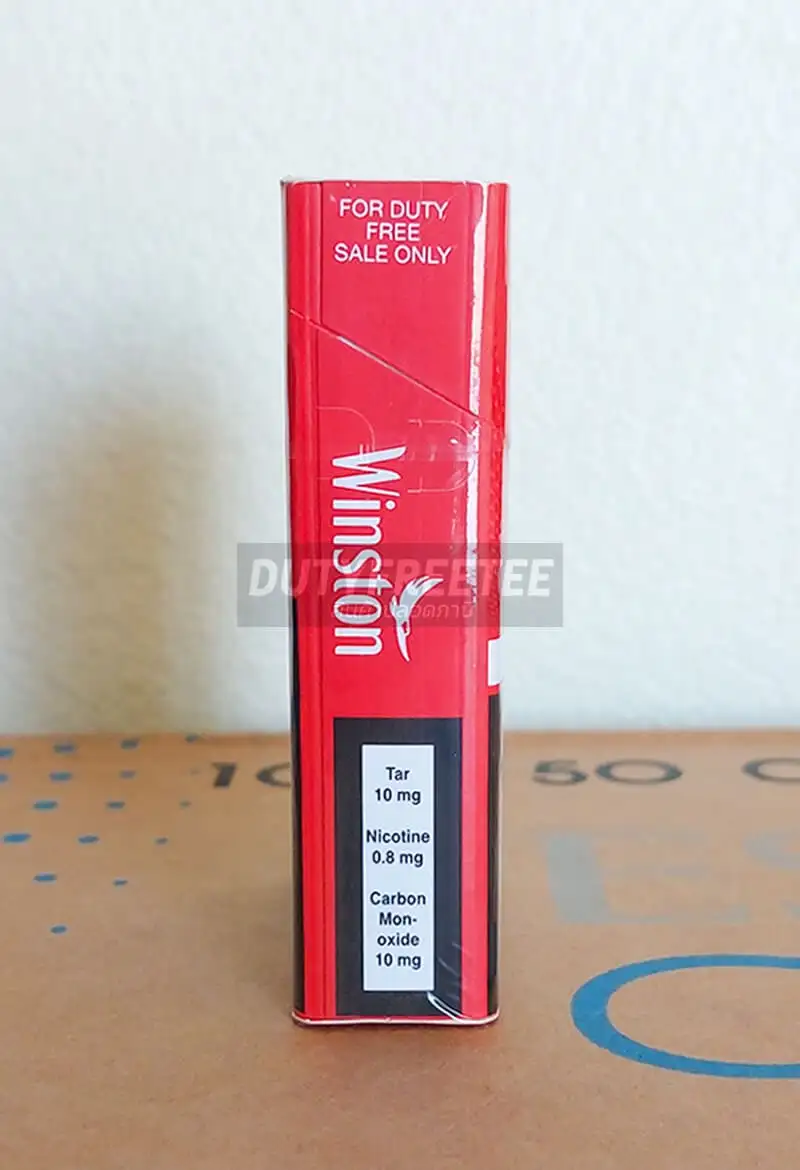 FOR DUTY
FREE
SALE ONLY
Winston
DUTYFREETEE
Tar
10 mg
Nicotine
0.8 mg
Carbon
Mon-
oxide
10 mg
50